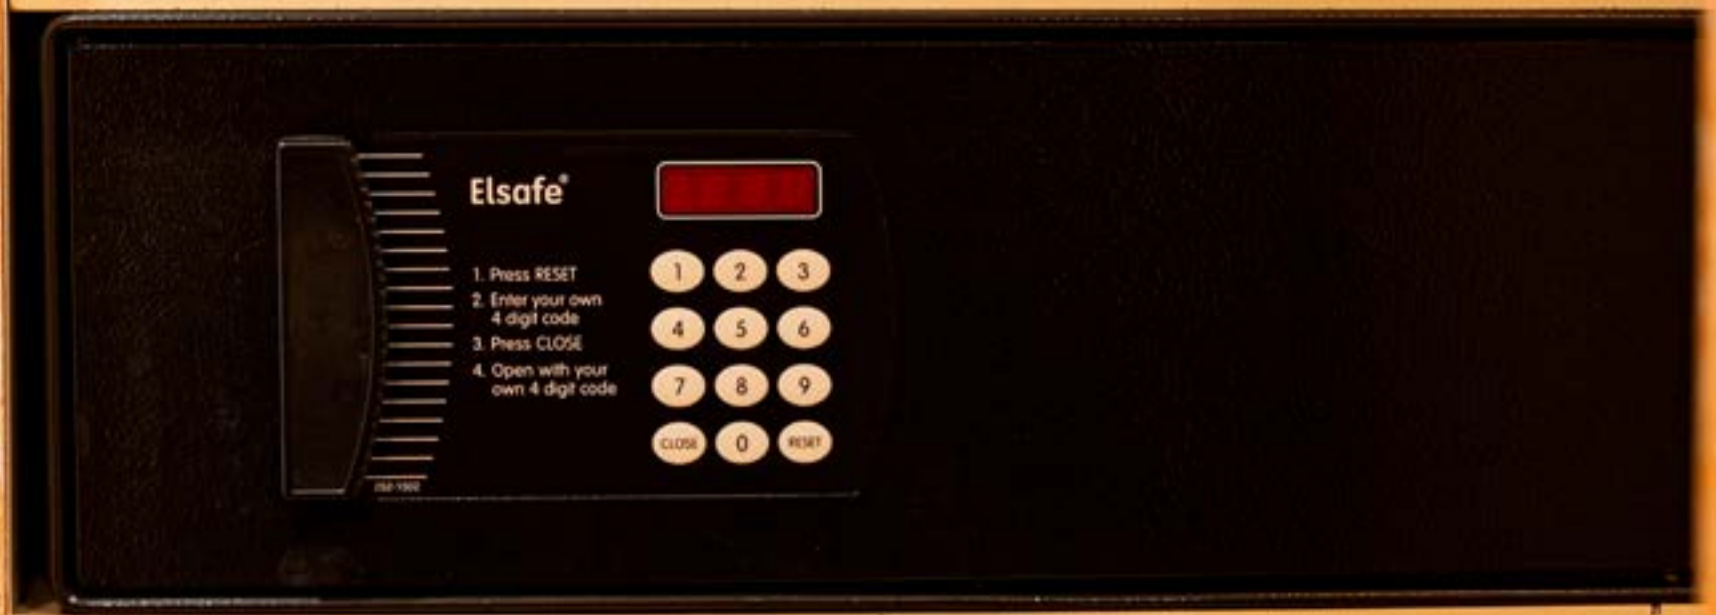 Elsafe®
1. Press RESET
2. Enter your own
4 digit code
3. Press CLOSE
4. Open with your
own 4 digit code
1 2 3
4 5 6
7 8 9
CLOSE 0 RESET